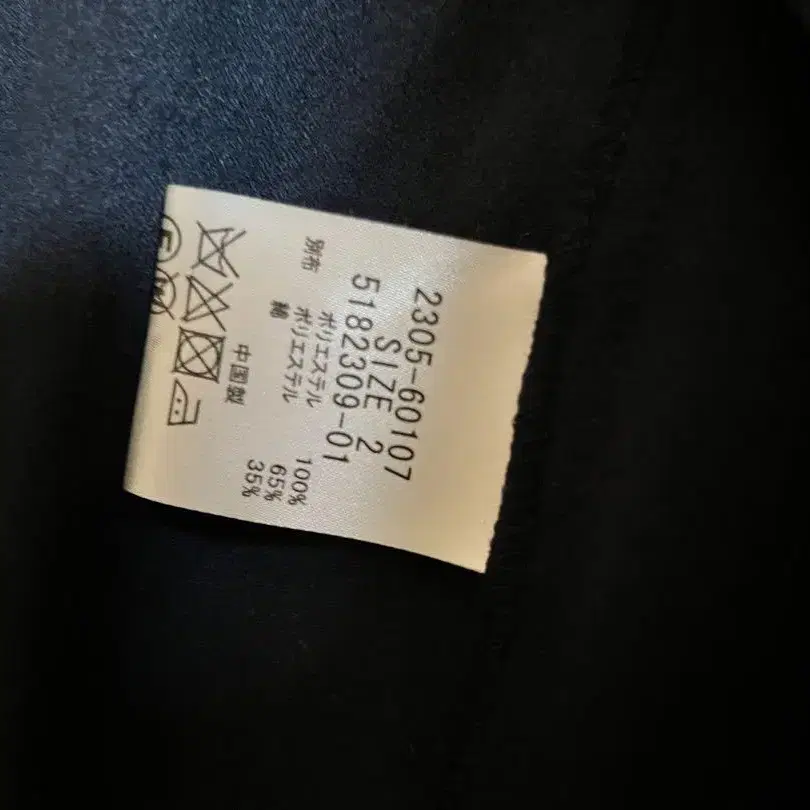 2305-60107
SIZE 2
5182309-01
ポリエステル 100%
別布 ポリエステル 65%
綿 35%
中国製